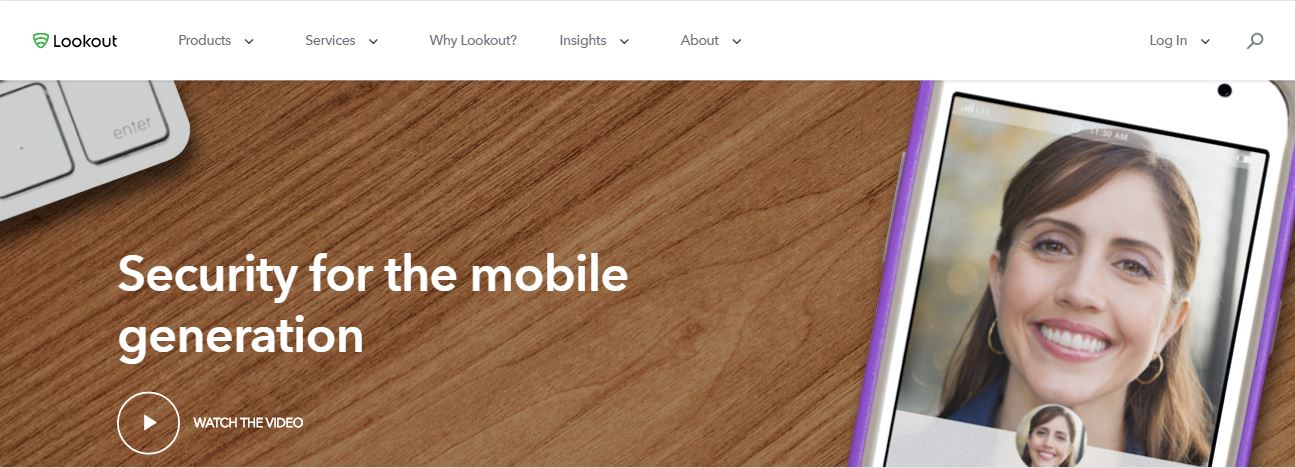 Lookout
Products
Services
Why Lookout?
Insights
About
Log In
enter
LTE
11:30 AM
Security for the mobile
generation
WATCH THE VIDEO